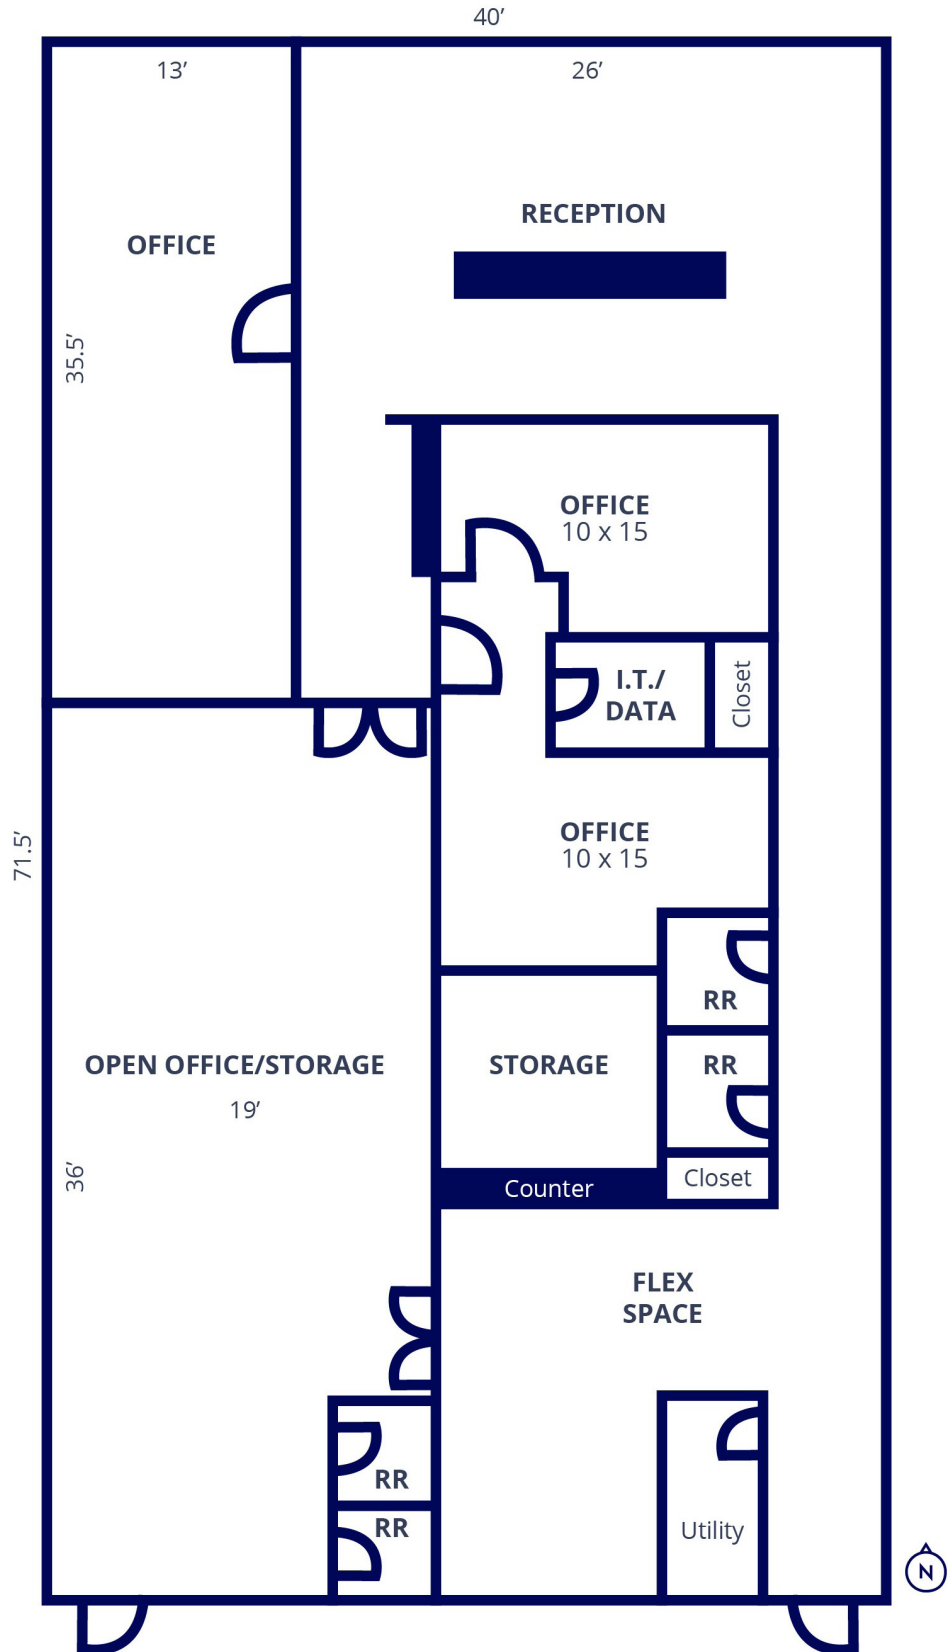 40’
13’
26’
RECEPTION
OFFICE
35.5’
OFFICE
10 x 15
I.T./
DATA
Closet
OFFICE
10 x 15
71.5’
RR
OPEN OFFICE/STORAGE
19’
STORAGE
RR
36’
Counter
Closet
FLEX
SPACE
RR
RR
Utility
N